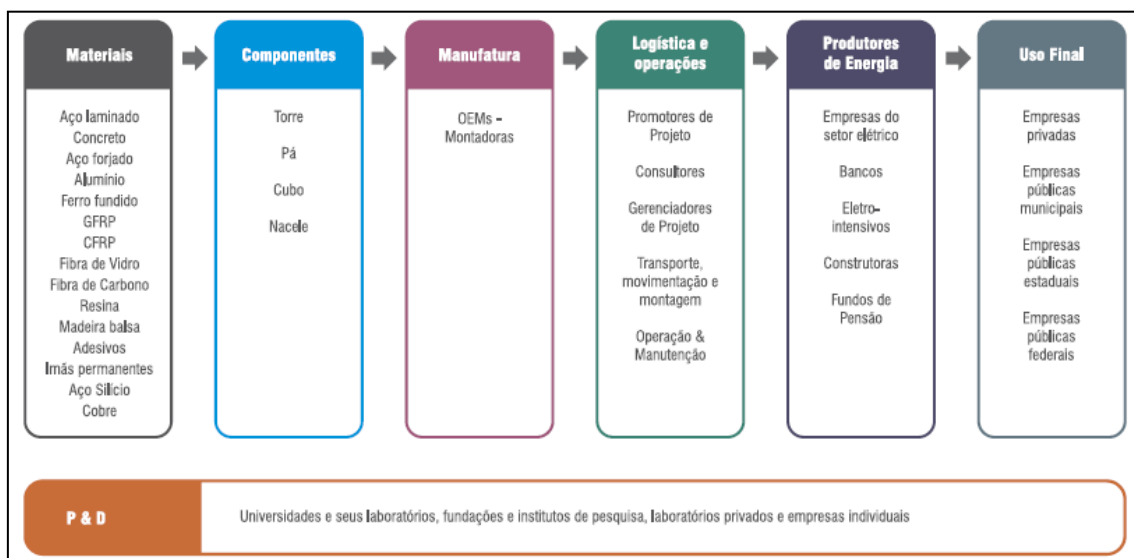 Materiais
Aço laminado
Concreto
Aço forjado
Alumínio
Ferro fundido
GFRP
CFRP
Fibra de Vidro
Fibra de Carbono
Resina
Madeira balsa
Adesivos
Imãs permanentes
Aço Silício
Cobre
Componentes
Torre
Pá
Cubo
Nacele
Manufatura
OEMs –
Montadoras
Logística e
operações
Promotores de
Projeto
Consultores
Gerenciadores
de Projeto
Transporte,
movimentação e
montagem
Operação &
Manutenção
Produtores
de Energia
Empresas do
setor elétrico
Bancos
Eletro-
intensivos
Construtoras
Fundos de
Pensão
Uso Final
Empresas
privadas
Empresas
públicas
municipais
Empresas
públicas
estaduais
Empresas
públicas
federais
P & D
Universidades e seus laboratórios, fundações e institutos de pesquisa, laboratórios privados e empresas individuais